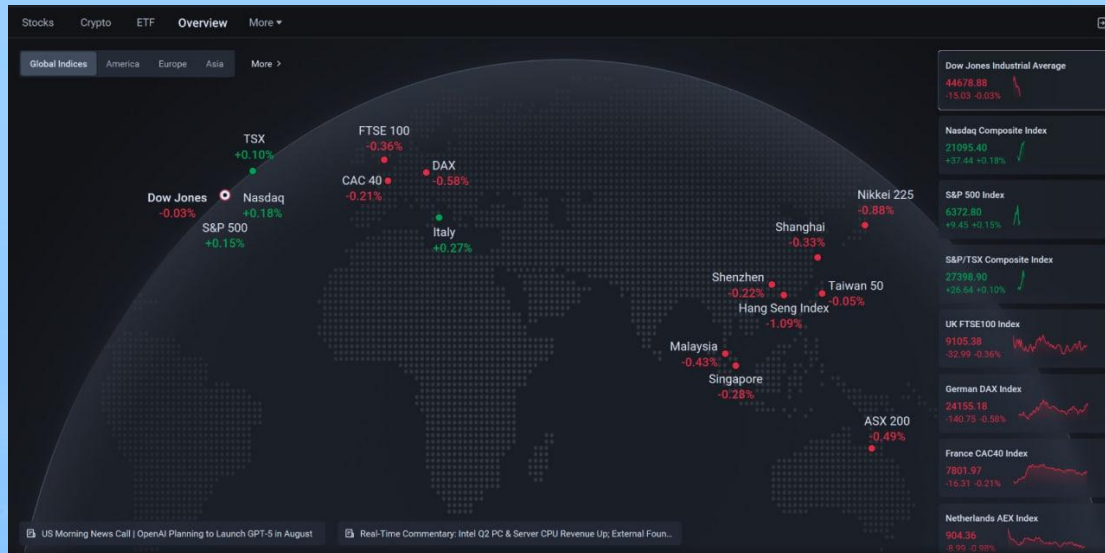 Stocks Crypto ETF Overview More
Global Indices America Europe Asia More >
TSX
+0.10%
Dow Jones
-0.03%
Nasdaq
+0.18%
S&P 500
+0.15%
FTSE 100
-0.36%
CAC 40
-0.21%
DAX
-0.58%
Italy
+0.27%
Nikkei 225
-0.88%
Shanghai
-0.33%
Shenzhen
-0.22%
Taiwan 50
-0.05%
Hang Seng Index
-1.09%
Malaysia
-0.43%
Singapore
-0.28%
ASX 200
-0.49%
Dow Jones Industrial Average
44678.88
-15.03 -0.03%
Nasdaq Composite Index
21095.40
+37.44 +0.18%
S&P 500 Index
6372.80
+9.45 +0.15%
S&P/TSX Composite Index
27398.90
+26.64 +0.10%
UK FTSE100 Index
9105.38
-32.99 -0.36%
German DAX Index
24155.18
-140.75 -0.58%
France CAC40 Index
7801.97
-16.31 -0.21%
Netherlands AEX Index
904.36
-8.99 -0.98%
US Morning News Call | OpenAI Planning to Launch GPT-5 in August
Real-Time Commentary: Intel Q2 PC & Server CPU Revenue Up; External Foun...